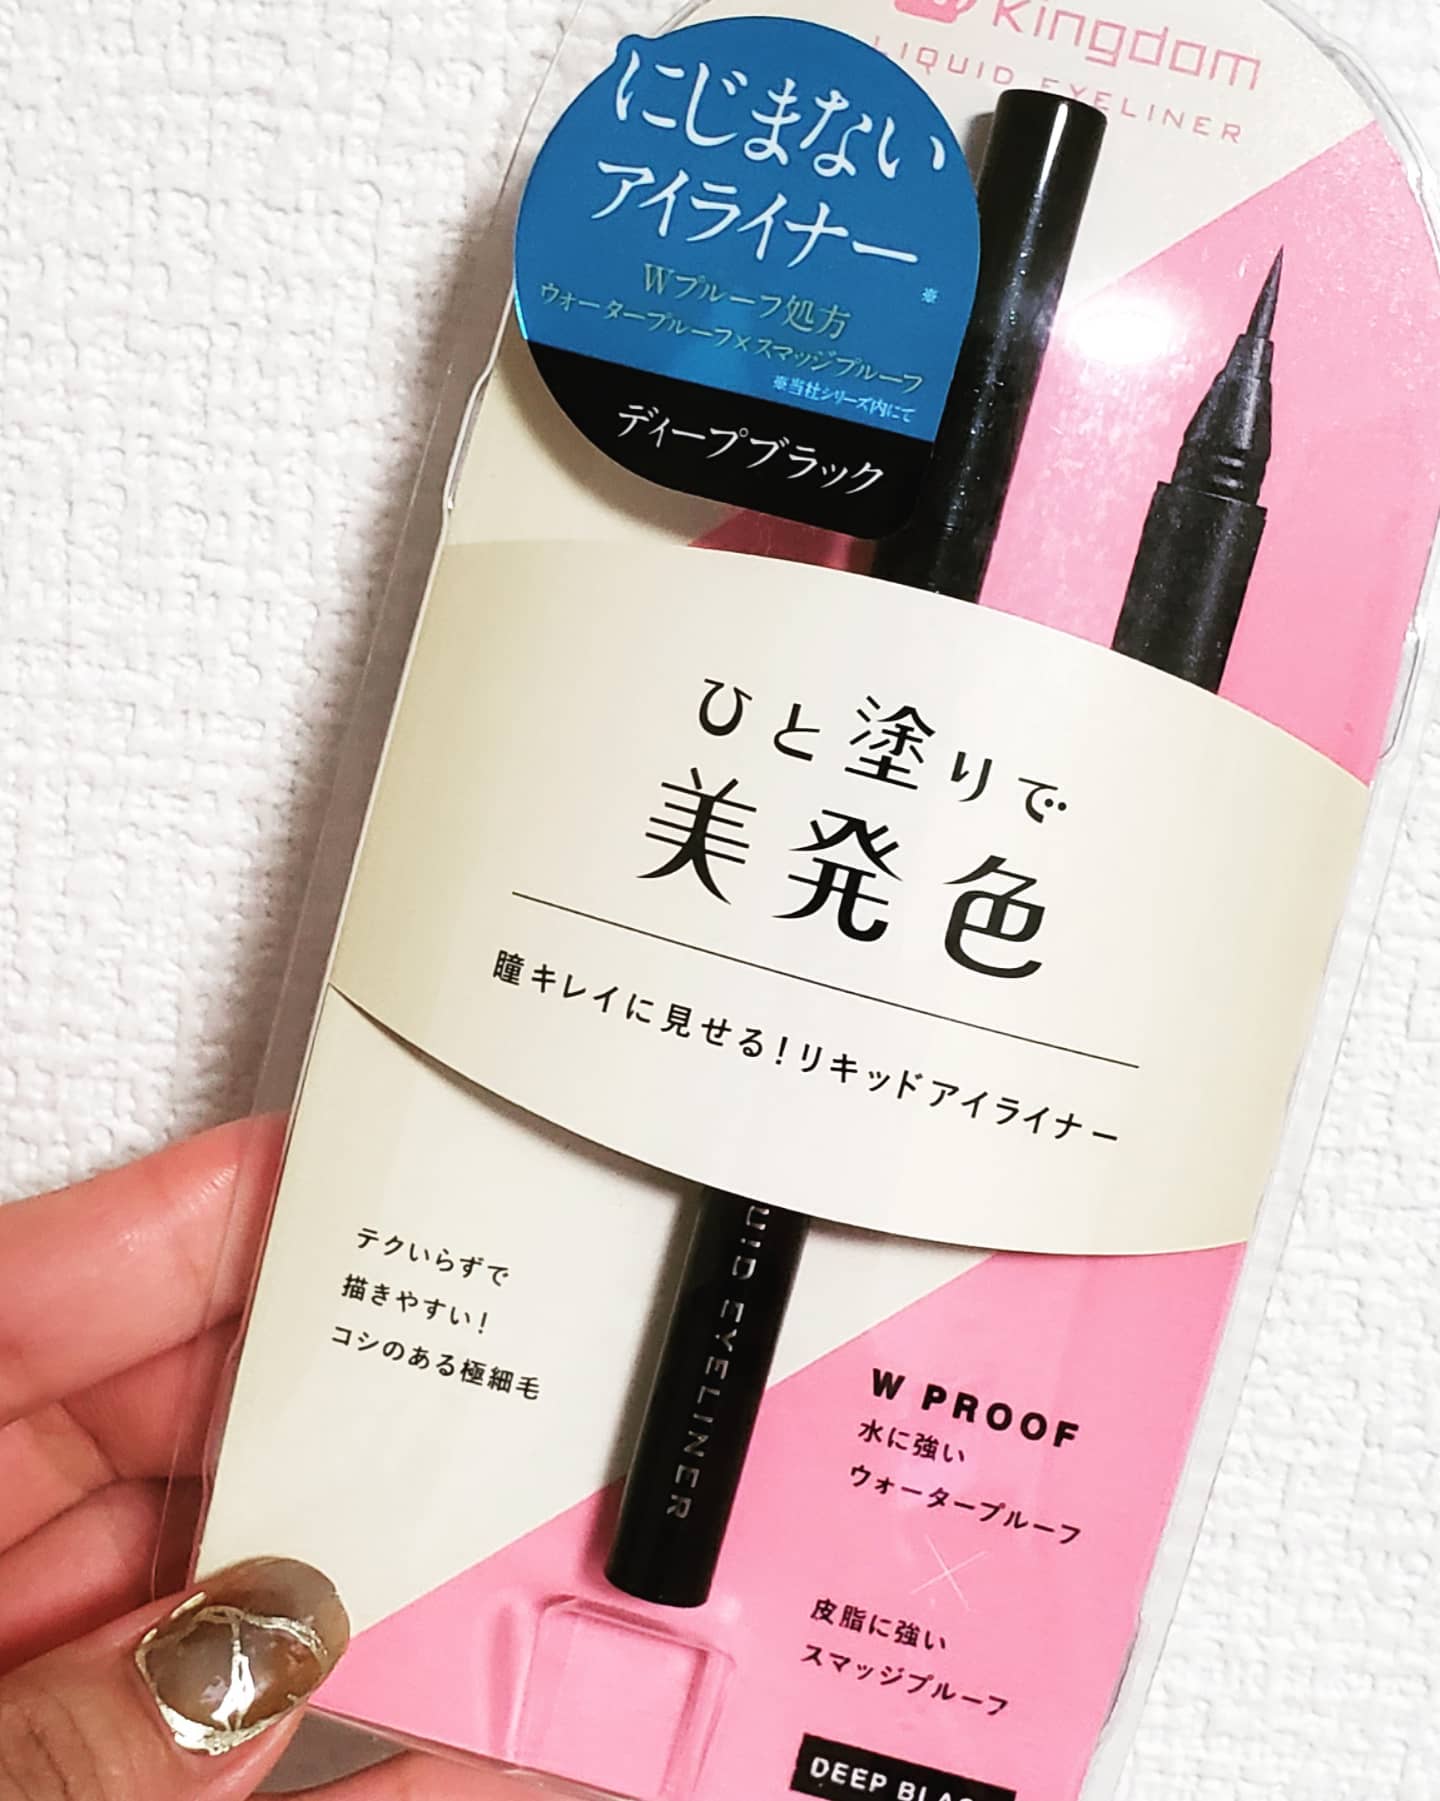 Kingdom
LIQUID EYELINER
にじまない
アイライナー
※
Wプルーフ処方
ウォータープルーフ×スマッジプルーフ
※当社シリーズ内にて
ディープブラック
ひと塗りで
美発色
瞳キレイに見せる!リキッドアイライナー
テクいらずで
描きやすい!
コシのある極細毛
UID EYELINER
W PROOF
水に強い
ウォータープルーフ
×
皮脂に強い
スマッジプルーフ
DEEP